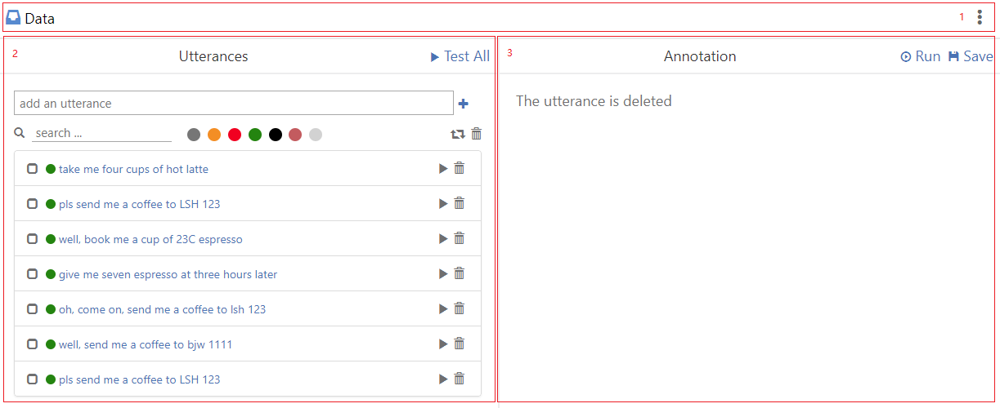 Data 1
2 Utterances Test All
add an utterance
search ...
take me four cups of hot latte
pls send me a coffee to LSH 123
well, book me a cup of 23C espresso
give me seven espresso at three hours later
oh, come on, send me a coffee to lsh 123
well, send me a coffee to bjw 1111
pls send me a coffee to LSH 123
3 Annotation Run Save
The utterance is deleted